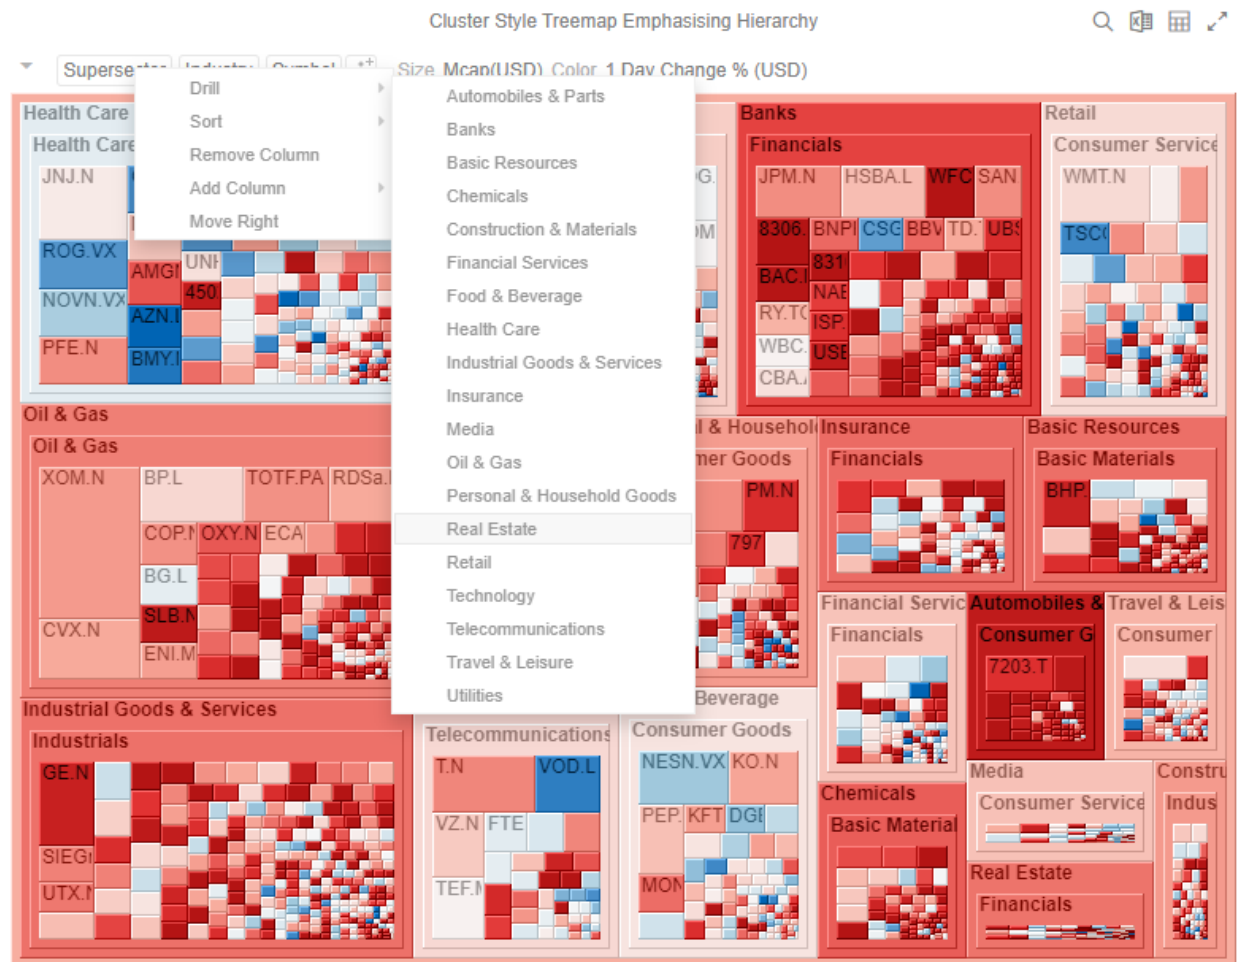 Cluster Style Treemap Emphasising Hierarchy
Supersector Industry Symbol Size Mcap(USD) Color 1 Day Change % (USD)
Drill
Sort
Remove Column
Add Column
Move Right
Automobiles & Parts
Banks
Basic Resources
Chemicals
Construction & Materials
Financial Services
Food & Beverage
Health Care
Industrial Goods & Services
Insurance
Media
Oil & Gas
Personal & Household Goods
Real Estate
Retail
Technology
Telecommunications
Travel & Leisure
Utilities
Health Care
Health Care
JNJ.N
ROG.VX
UNH
AMGN
450.
NOVN.VX
AZN.L
PFE.N
BMY.N
Banks
Financials
JPM.N HSBA.L WFC SAN
8306. BNPI CSG BBV TD. UBS
831
BAC.
NAB
RY.TO
ISP.
WBC.
USB
CBA.
Retail
Consumer Service
WMT.N
TSCO
Oil & Gas
Oil & Gas
XOM.N BP.L TOTF.PA RDSa.
COP.N OXY.N ECA
BG.L
SLB.N
CVX.N
ENI.M
l & Household
mer Goods
PM.N
797
Insurance
Financials
Basic Resources
Basic Materials
BHP.
Financial Servic
Financials
Automobiles &
Consumer G
7203.T
Travel & Leis
Consumer
Industrial Goods & Services
Industrials
GE.N
SIEG
UTX.N
Telecommunications
T.N VOD.L
VZ.N FTE
TEF.M
Beverage
Consumer Goods
NESN.VX KO.N
PEP. KFT DGE
MON
Chemicals
Basic Material
Media
Consumer Service
Constru
Indus
Real Estate
Financials